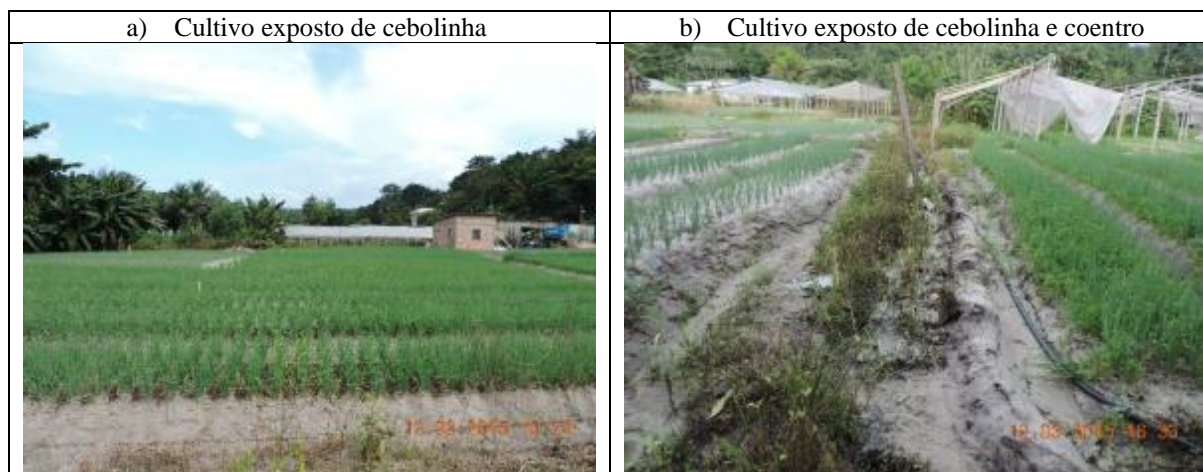 a) Cultivo exposto de cebolinha
b) Cultivo exposto de cebolinha e coentro